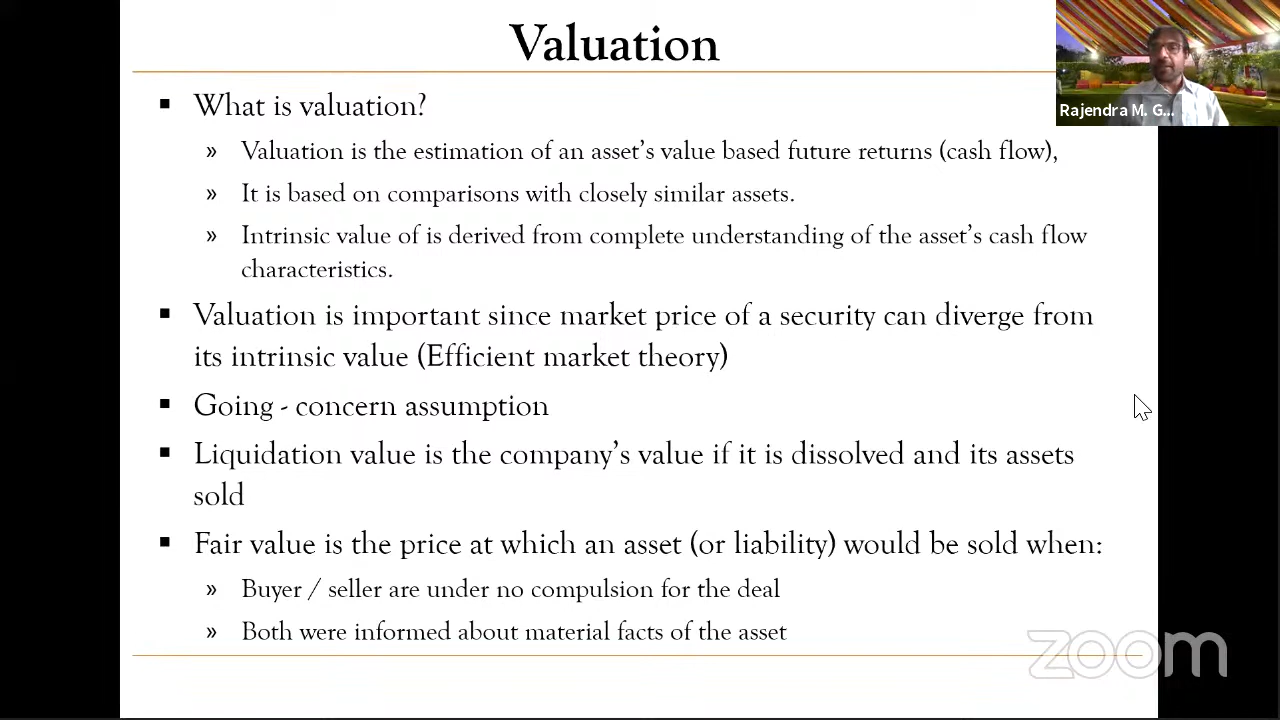 Valuation
Rajendra M. G...
▪ What is valuation?
» Valuation is the estimation of an asset's value based future returns (cash flow),
» It is based on comparisons with closely similar assets.
» Intrinsic value of is derived from complete understanding of the asset's cash flow
characteristics.
▪ Valuation is important since market price of a security can diverge from
its intrinsic value (Efficient market theory)
▪ Going - concern assumption
▪ Liquidation value is the company's value if it is dissolved and its assets
sold
▪ Fair value is the price at which an asset (or liability) would be sold when:
» Buyer / seller are under no compulsion for the deal
» Both were informed about material facts of the asset
zoom